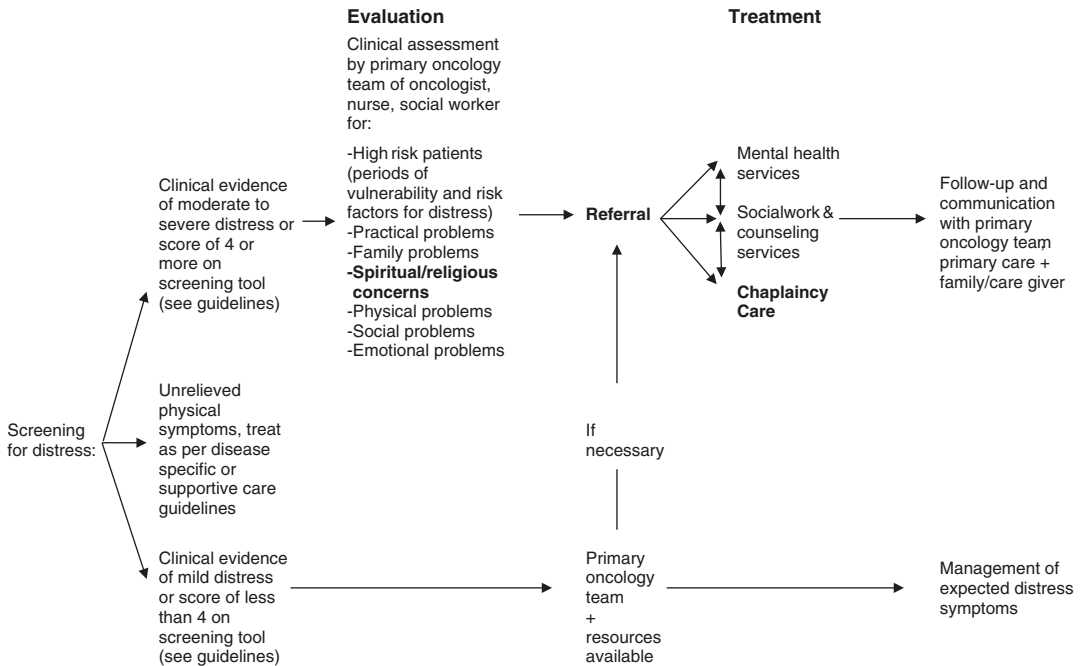 Evaluation
Clinical assessment
by primary oncology
team of oncologist,
nurse, social worker
for:
-High risk patients
(periods of
vulnerability and risk
factors for distress)
-Practical problems
-Family problems
-Spiritual/religious
concerns
-Physical problems
-Social problems
-Emotional problems
Treatment
Screening
for distress:
Clinical evidence
of moderate to
severe distress or
score of 4 or
more on
screening tool
(see guidelines)
Referral
Mental health
services
Socialwork &
counseling
services
Chaplaincy
Care
Follow-up and
communication
with primary
oncology team,
primary care +
family/care giver
Unrelieved
physical
symptoms, treat
as per disease
specific or
supportive care
guidelines
If
necessary
Clinical evidence
of mild distress
or score of less
than 4 on
screening tool
(see guidelines)
Primary
oncology
team
+
resources
available
Management of
expected distress
symptoms